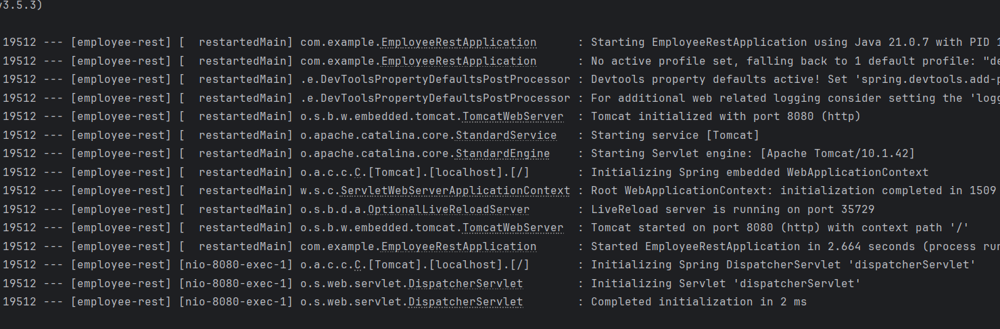 v3.5.3)
19512 --- [employee-rest] [  restartedMain] com.example.EmployeeRestApplication      : Starting EmployeeRestApplication using Java 21.0.7 with PID 1
19512 --- [employee-rest] [  restartedMain] com.example.EmployeeRestApplication      : No active profile set, falling back to 1 default profile: "de
19512 --- [employee-rest] [  restartedMain] .e.DevToolsPropertyDefaultsPostProcessor : Devtools property defaults active! Set 'spring.devtools.add-p
19512 --- [employee-rest] [  restartedMain] .e.DevToolsPropertyDefaultsPostProcessor : For additional web related logging consider setting the 'logg
19512 --- [employee-rest] [  restartedMain] o.s.b.w.embedded.tomcat.TomcatWebServer  : Tomcat initialized with port 8080 (http)
19512 --- [employee-rest] [  restartedMain] o.apache.catalina.core.StandardService   : Starting service [Tomcat]
19512 --- [employee-rest] [  restartedMain] o.apache.catalina.core.StandardEngine    : Starting Servlet engine: [Apache Tomcat/10.1.42]
19512 --- [employee-rest] [  restartedMain] o.a.c.c.C.[Tomcat].[localhost].[/]       : Initializing Spring embedded WebApplicationContext
19512 --- [employee-rest] [  restartedMain] w.s.c.ServletWebServerApplicationContext : Root WebApplicationContext: initialization completed in 1509
19512 --- [employee-rest] [  restartedMain] o.s.b.d.a.OptionalLiveReloadServer       : LiveReload server is running on port 35729
19512 --- [employee-rest] [  restartedMain] o.s.b.w.embedded.tomcat.TomcatWebServer  : Tomcat started on port 8080 (http) with context path '/'
19512 --- [employee-rest] [  restartedMain] com.example.EmployeeRestApplication      : Started EmployeeRestApplication in 2.664 seconds (process run
19512 --- [employee-rest] [nio-8080-exec-1] o.a.c.c.C.[Tomcat].[localhost].[/]       : Initializing Spring DispatcherServlet 'dispatcherServlet'
19512 --- [employee-rest] [nio-8080-exec-1] o.s.web.servlet.DispatcherServlet        : Initializing Servlet 'dispatcherServlet'
19512 --- [employee-rest] [nio-8080-exec-1] o.s.web.servlet.DispatcherServlet        : Completed initialization in 2 ms